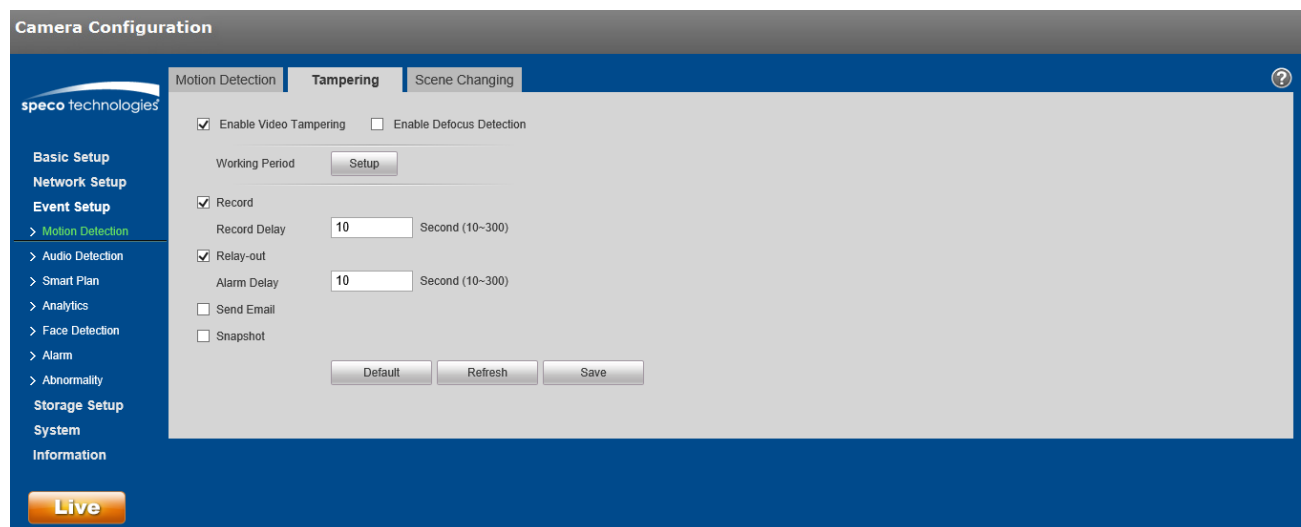 Camera Configuration
speco technologies
Basic Setup
Network Setup
Event Setup
> Motion Detection
> Audio Detection
> Smart Plan
> Analytics
> Face Detection
> Alarm
> Abnormality
Storage Setup
System
Information
Live
Motion Detection Tampering Scene Changing ?
Enable Video Tampering Enable Defocus Detection
Working Period Setup
Record
Record Delay 10 Second (10~300)
Relay-out
Alarm Delay 10 Second (10~300)
Send Email
Snapshot
Default Refresh Save